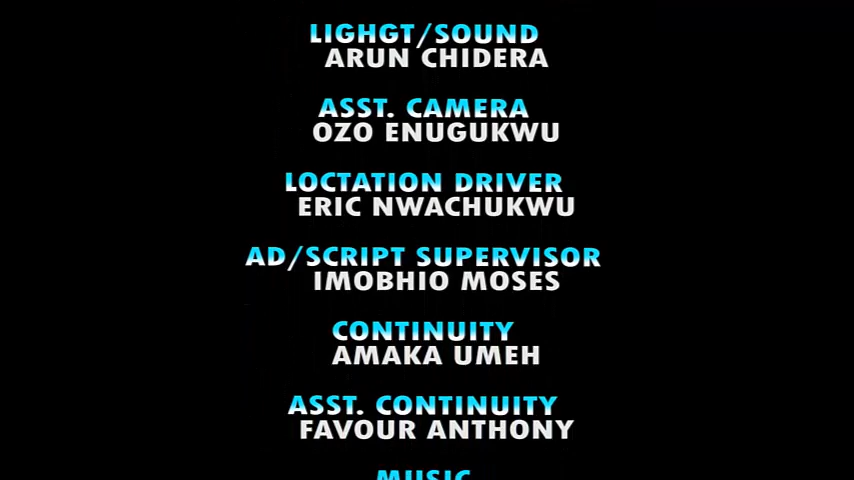 LIGHGT/SOUND
ARUN CHIDERA
ASST. CAMERA
OZO ENUGUKWU
LOCTATION DRIVER
ERIC NWACHUKWU
AD/SCRIPT SUPERVISOR
IMOBHIO MOSES
CONTINUITY
AMAKA UMEH
ASST. CONTINUITY
FAVOUR ANTHONY
MUSIC